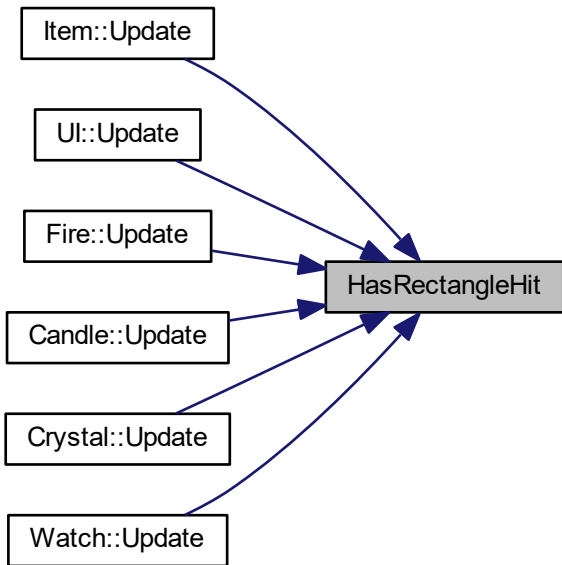 Item::Update
UI::Update
Fire::Update
HasRectangleHit
Candle::Update
Crystal::Update
Watch::Update